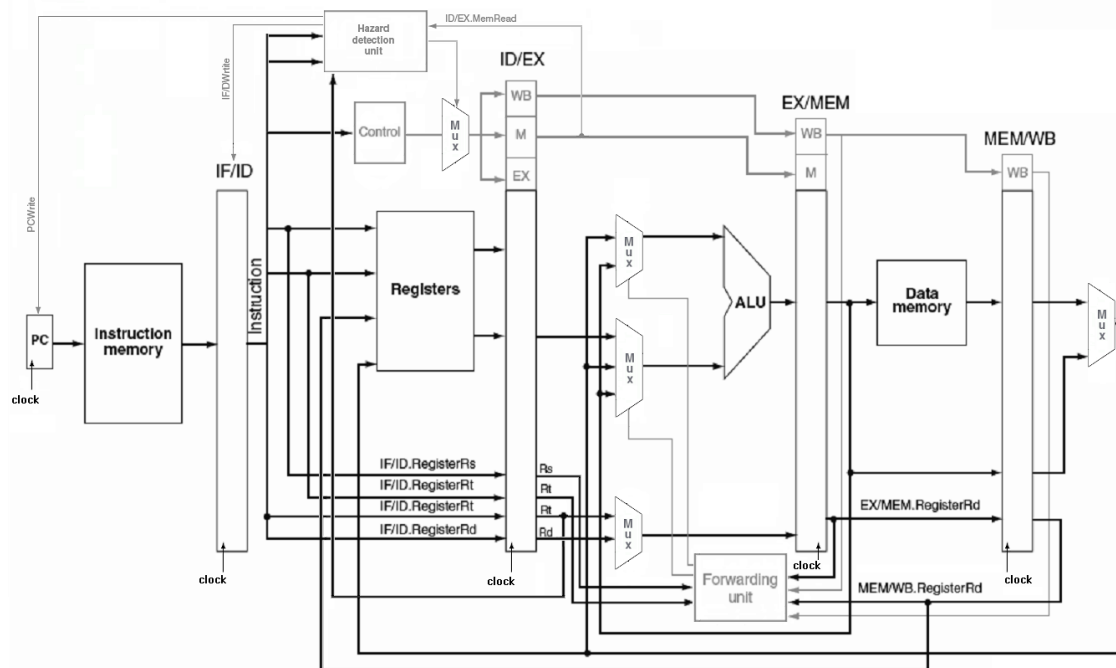 Hazard
detection
unit
ID/EX.MemRead
ID/EX
WB
EX/MEM
IF/DWrtite
Control
Mux
M
WB
MEM/WB
IF/ID
EX
M
WB
PCWrite
Instruction
Registers
Mux
Mux
ALU
Data
memory
Mux
PC
Instruction
memory
clock
IF/ID.RegisterRs
Rs
IF/ID.RegisterRt
Rt
IF/ID.RegisterRt
Rt
EX/MEM.RegisterRd
IF/ID.RegisterRd
Rd
Mux
clock
clock
clock
clock
Forwarding
unit
MEM/WB.RegisterRd